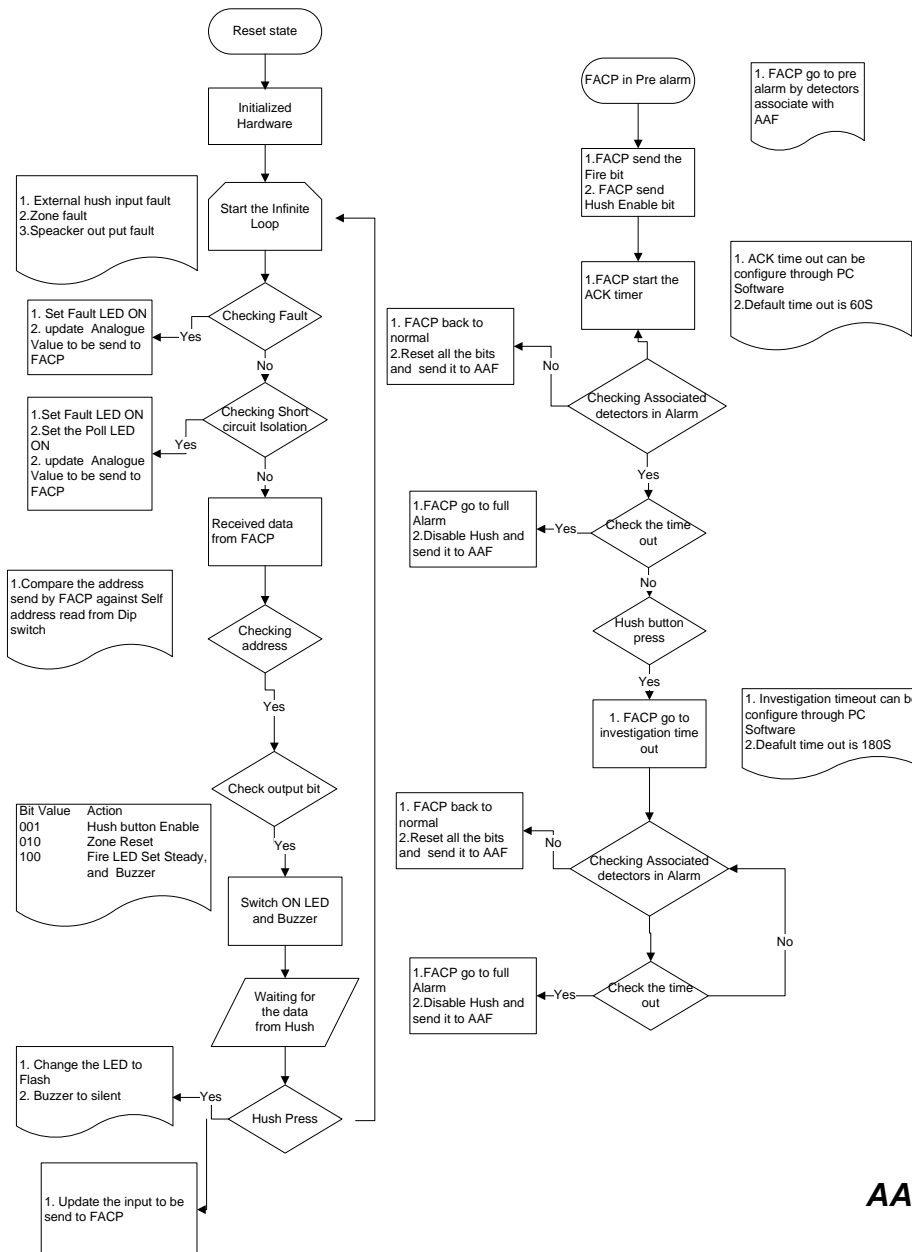 Reset state
Initialized
Hardware
1. External hush input fault
2.Zone fault
3.Speacker out put fault
Start the Infinite
Loop
Checking Fault
Yes
1. Set Fault LED ON
2. update  Analogue
Value to be send to
FACP
No
Checking Short
circuit Isolation
Yes
1.Set Fault LED ON
2.Set the Poll LED
ON
2. update  Analogue
Value to be send to
FACP
No
Received data
from FACP
1.Compare the address
send by FACP against Self
address read from Dip
switch
Checking
address
Yes
Check output bit
Bit Value    Action
001    Hush button Enable
010    Zone Reset
100    Fire LED Set Steady,
and  Buzzer
Yes
Switch ON LED
and Buzzer
Waiting for
the data
from Hush
Hush Press
Yes
1. Change the LED to
Flash
2. Buzzer to silent
1. Update the input to be
send to FACP
FACP in Pre alarm
1. FACP go to pre
alarm by detectors
associate with
AAF
1.FACP send the
Fire bit
2. FACP send
Hush Enable bit
1.FACP start the
ACK timer
1. ACK time out can be
configure through PC
Software
2.Default time out is 60S
Checking Associated
detectors in Alarm
No
1. FACP back to
normal
2.Reset all the bits
and  send it to AAF
Yes
Check the time
out
Yes
1.FACP go to full
Alarm
2.Disable Hush and
send it to AAF
No
Hush button
press
Yes
1. FACP go to
investigation time
out
1. Investigation timeout can be
configure through PC
Software
2.Deafult time out is 180S
Checking Associated
detectors in Alarm
No
1. FACP back to
normal
2.Reset all the bits
and  send it to AAF
Check the time
out
No
Yes
1.FACP go to full
Alarm
2.Disable Hush and
send it to AAF
AA